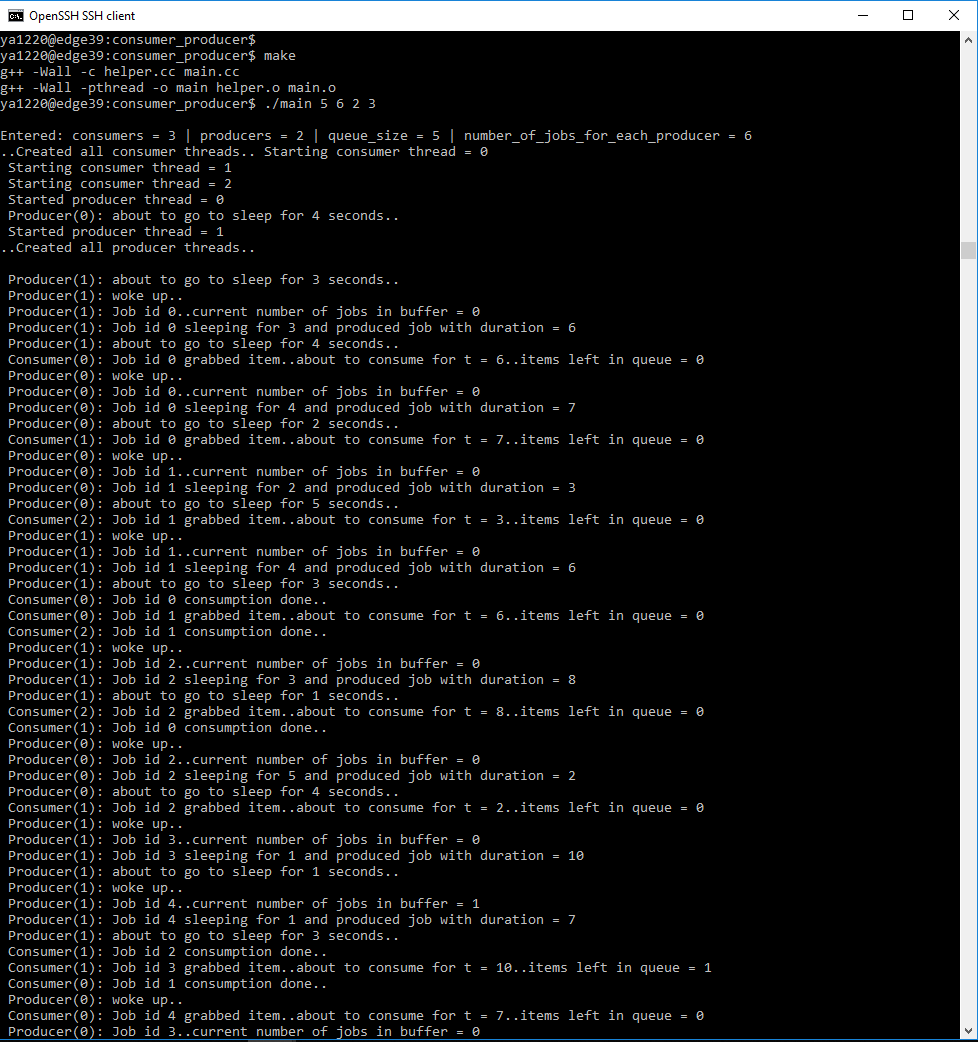 OpenSSH SSH client
ya1220@edge39:consumer_producer$
ya1220@edge39:consumer_producer$ make
g++ -Wall -c helper.cc main.cc
g++ -Wall -pthread -o main helper.o main.o
ya1220@edge39:consumer_producer$ ./main 5 6 2 3
Entered: consumers = 3 | producers = 2 | queue_size = 5 | number_of_jobs_for_each_producer = 6
..Created all consumer threads.. Starting consumer thread = 0
Starting consumer thread = 1
Starting consumer thread = 2
Started producer thread = 0
Producer(0): about to go to sleep for 4 seconds..
Started producer thread = 1
..Created all producer threads..
Producer(1): about to go to sleep for 3 seconds..
Producer(1): woke up..
Producer(1): Job id 0..current number of jobs in buffer = 0
Producer(1): Job id 0 sleeping for 3 and produced job with duration = 6
Producer(1): about to go to sleep for 4 seconds..
Consumer(0): Job id 0 grabbed item..about to consume for t = 6..items left in queue = 0
Producer(0): woke up..
Producer(0): Job id 0..current number of jobs in buffer = 0
Producer(0): Job id 0 sleeping for 4 and produced job with duration = 7
Producer(0): about to go to sleep for 2 seconds..
Consumer(1): Job id 0 grabbed item..about to consume for t = 7..items left in queue = 0
Producer(0): woke up..
Producer(0): Job id 1..current number of jobs in buffer = 0
Producer(0): Job id 1 sleeping for 2 and produced job with duration = 3
Producer(0): about to go to sleep for 5 seconds..
Consumer(2): Job id 1 grabbed item..about to consume for t = 3..items left in queue = 0
Producer(1): woke up..
Producer(1): Job id 1..current number of jobs in buffer = 0
Producer(1): Job id 1 sleeping for 4 and produced job with duration = 6
Producer(1): about to go to sleep for 3 seconds..
Consumer(0): Job id 0 consumption done..
Consumer(0): Job id 1 grabbed item..about to consume for t = 6..items left in queue = 0
Consumer(2): Job id 1 consumption done..
Producer(1): woke up..
Producer(1): Job id 2..current number of jobs in buffer = 0
Producer(1): Job id 2 sleeping for 3 and produced job with duration = 8
Producer(1): about to go to sleep for 1 seconds..
Consumer(2): Job id 2 grabbed item..about to consume for t = 8..items left in queue = 0
Consumer(1): Job id 0 consumption done..
Producer(0): woke up..
Producer(0): Job id 2..current number of jobs in buffer = 0
Producer(0): Job id 2 sleeping for 5 and produced job with duration = 2
Producer(0): about to go to sleep for 4 seconds..
Consumer(1): Job id 2 grabbed item..about to consume for t = 2..items left in queue = 0
Producer(1): woke up..
Producer(1): Job id 3..current number of jobs in buffer = 0
Producer(1): Job id 3 sleeping for 1 and produced job with duration = 10
Producer(1): about to go to sleep for 1 seconds..
Producer(1): woke up..
Producer(1): Job id 4..current number of jobs in buffer = 1
Producer(1): Job id 4 sleeping for 1 and produced job with duration = 7
Producer(1): about to go to sleep for 3 seconds..
Consumer(1): Job id 2 consumption done..
Consumer(1): Job id 3 grabbed item..about to consume for t = 10..items left in queue = 1
Consumer(0): Job id 1 consumption done..
Producer(0): woke up..
Consumer(0): Job id 4 grabbed item..about to consume for t = 7..items left in queue = 0
Producer(0): Job id 3..current number of jobs in buffer = 0